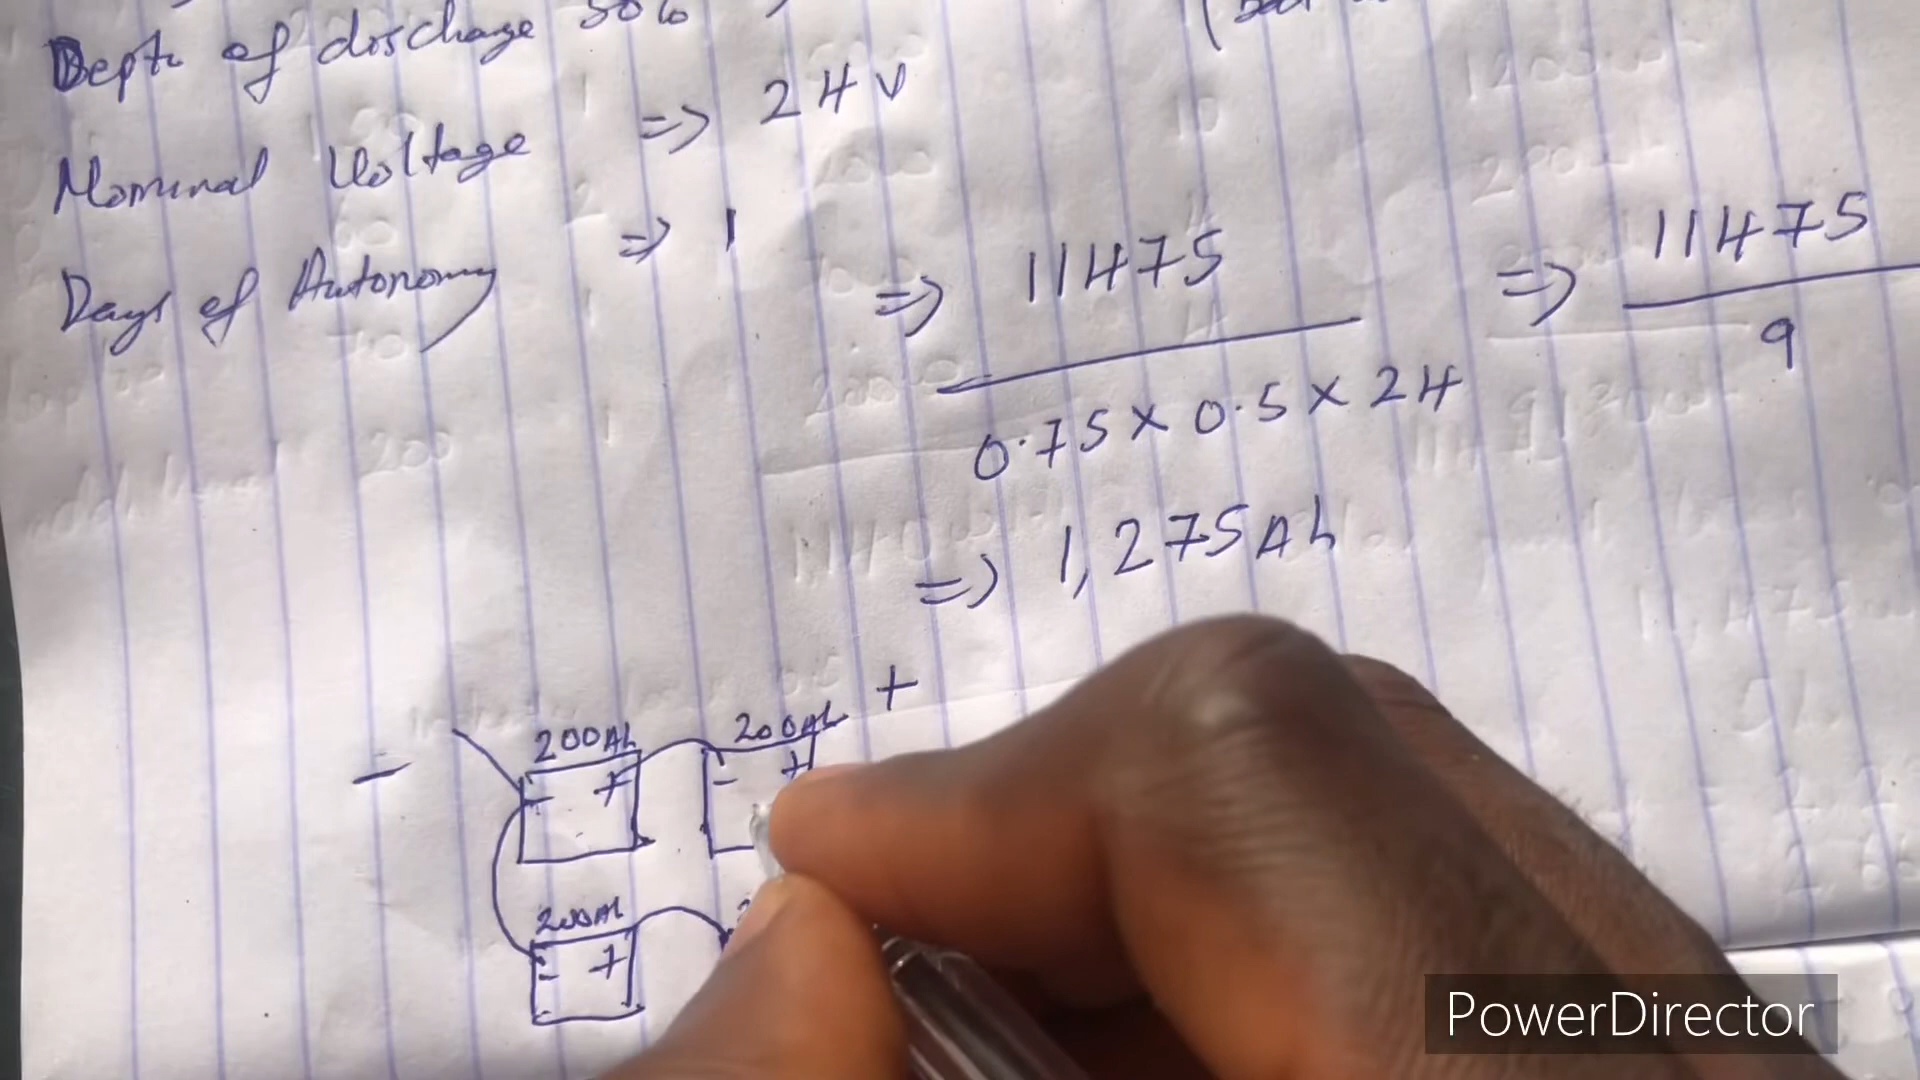 Depth of discharge 50%
Nominal Voltage => 24V
Days of Autonomy => 1
=> 11475
0.75 x 0.5 x 24
=> 11475
9
=> 1,275Ah
- +
200Ah 200Ah
- + - +
200Ah
- +
PowerDirector